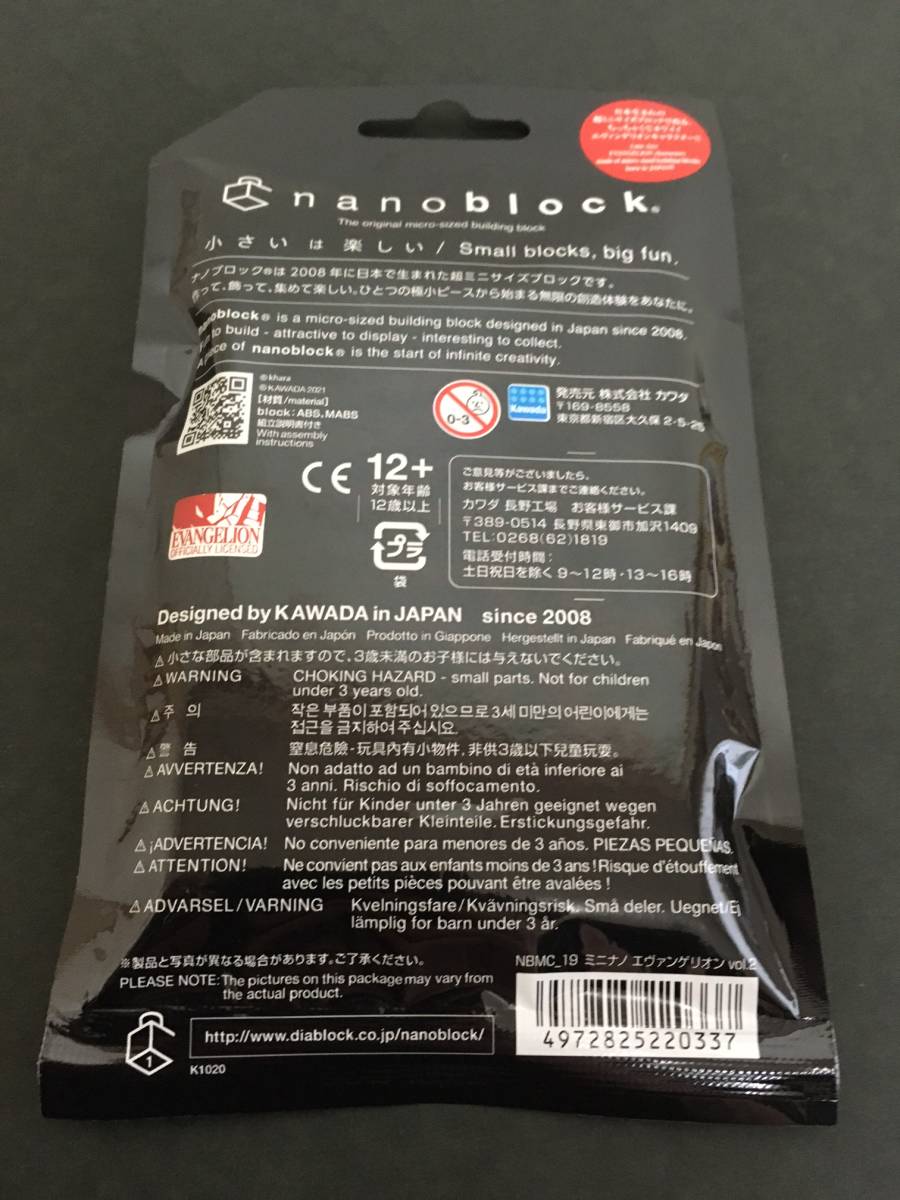 nanoblock®
The original micro-sized building block
小さいは楽しい / Small blocks, big fun.
ナノブロック®は2008年に日本で生まれた超ミニサイズブロックです。
作って、飾って、集めて楽しい。ひとつの極小ピースから始まる無限の創造体験をあなたに。
nanoblock® is a micro-sized building block designed in Japan since 2008.
to build - attractive to display - interesting to collect.
A piece of nanoblock® is the start of infinite creativity.
©khara
©KAWADA 2021
【材質/material】
block:ABS,MABS
組立説明書付き
With assembly
instructions
0-3
Kawada
発売元 株式会社 カワダ
〒169-8558
東京都新宿区大久保 2-5-25
CE
12+
対象年齢
12歳以上
プラ
袋
EVANGELION
OFFICIALLY LICENSED
ご意見等がございましたら、
お客様サービス課までご連絡ください。
カワダ 長野工場 お客様サービス課
〒389-0514 長野県東御市加沢1409
TEL:0268(62)1819
電話受付時間:
土日祝日を除く 9〜12時・13〜16時
Designed by KAWADA in JAPAN since 2008
Made in Japan Fabricado en Japón Prodotto in Giappone Hergestellt in Japan Fabriqué en Japon
⚠小さな部品が含まれますので、3歳未満のお子様には与えないでください。
⚠WARNING CHOKING HAZARD - small parts. Not for children
under 3 years old.
⚠주 의 작은 부품이 포함되어 있으므로 3세 미만의 어린이에게는
접근을 금지하여 주십시요.
⚠警 告 窒息危險-玩具內有小物件, 非供3歲以下兒童玩耍。
⚠AVVERTENZA! Non adatto ad un bambino di età inferiore ai
3 anni. Rischio di soffocamento.
⚠ACHTUNG! Nicht für Kinder unter 3 Jahren geeignet wegen
verschluckbarer Kleinteile. Erstickungsgefahr.
⚠¡ADVERTENCIA! No conveniente para menores de 3 años. PIEZAS PEQUEÑAS.
⚠ATTENTION! Ne convient pas aux enfants moins de 3 ans ! Risque d'étouffement
avec les petits pièces pouvant être avalées !
⚠ADVARSEL/VARNING Kvelningsfare/Kvävningsrisk. Små deler. Uegnet/Ej
lämplig for barn under 3 år.
※製品と写真が異なる場合があります。ご了承ください。
PLEASE NOTE: The pictures on this package may vary from
the actual product.
NBMC_19 ミニナノ エヴァンゲリオン vol.2
4972825220337
1
http://www.diablock.co.jp/nanoblock/
K1020